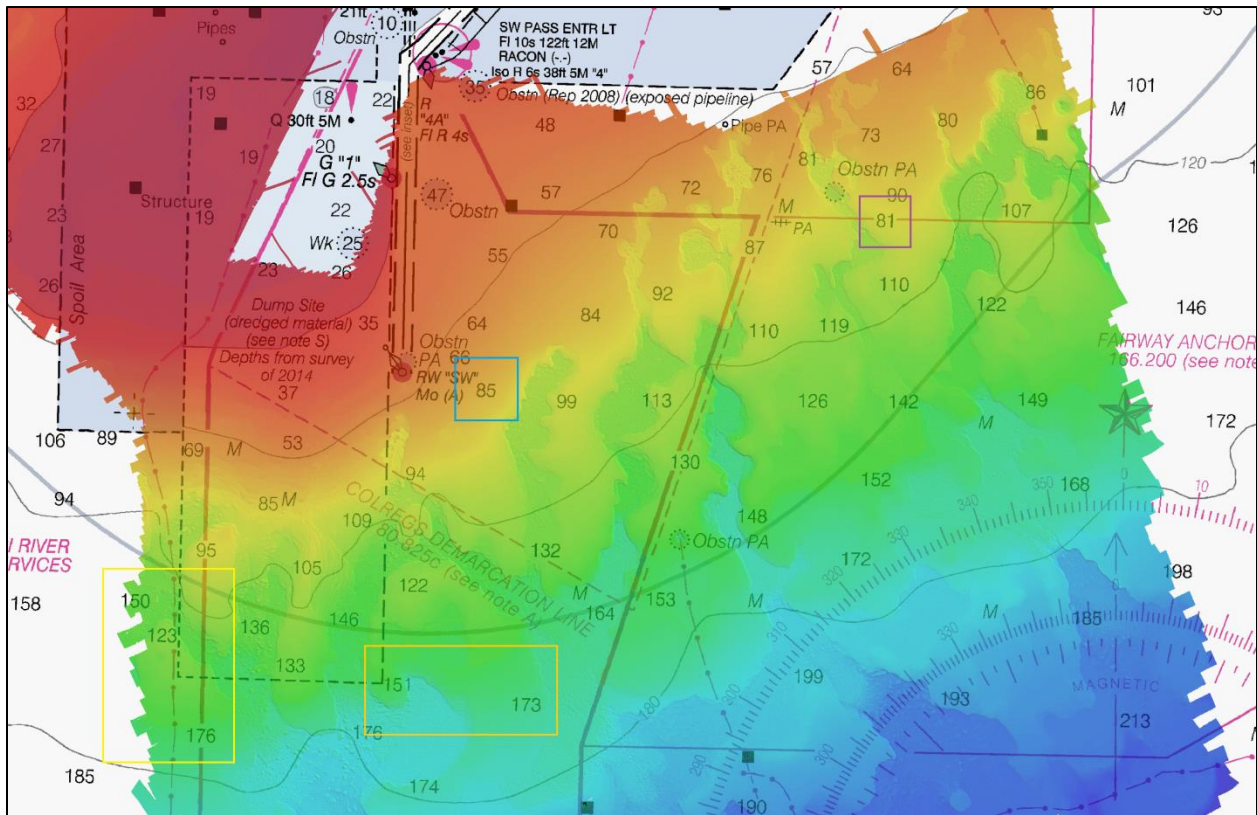 21ft
10
Obstn
Pipes
SW PASS ENTR LT
Fl 10s 122ft 12M
RACON (-.-)
Iso R 6s 38ft 5M "4"
35
Obstn (Rep 2008) (exposed pipeline)
57
64
93
101
M
86
32
19
18
22
27
19
Q 30ft 5M
20
R
"4A"
Fl R 4s
(see inset)
48
Pipe PA
73
80
19
G "1"
Fl G 2.5s
81
120
Structure
19
23
22
47
Obstn
57
72
76
Obstn PA
90
81
M
PA
107
126
Wk
25
26
23
26
55
70
87
110
122
146
Spoil Area
Dump Site
(dredged material)
(see note S)
Depths from survey
of 2014
35
37
64
84
92
110
119
Obstn
PA
66
RW "SW"
Mo (A)
85
99
113
126
142
149
FAIRWAY ANCHOR
166.200 (see note
172
106
89
69
M
53
94
130
M
152
168
94
85
M
109
COLREGS DEMARCATION LINE
80.825c (see note A)
148
350
340
330
320
310
300
290
300
0
10
95
105
122
132
Obstn PA
172
198
I RIVER
RVICES
158
150
123
136
146
133
M
164
153
M
M
185
0
151
173
180
199
193
MAGNETIC
213
176
176
185
174
190
M